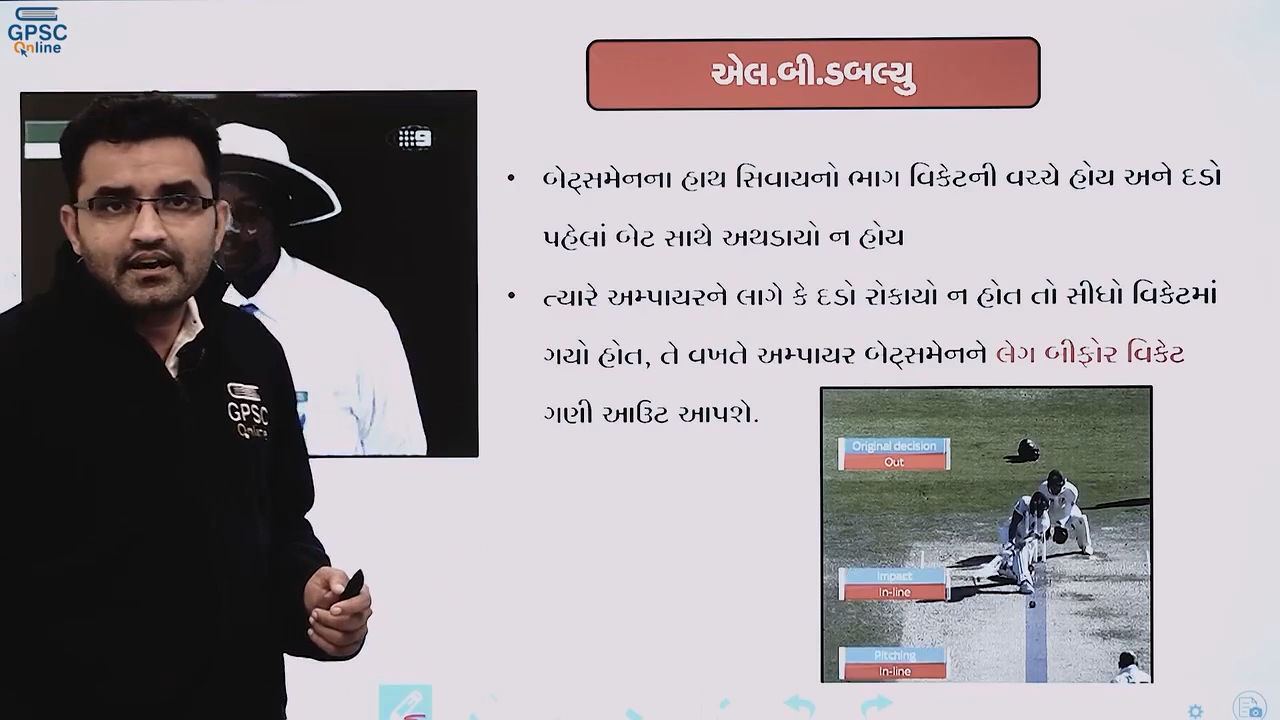 GPSC
Online
એલ.બી.ડબલ્યુ
9
• બેટ્સમેનના હાથ સિવાયનો ભાગ વિકેટની વચ્ચે હોય અને દડો
પહેલાં બેટ સાથે અથડાયો ન હોય
• ત્યારે અમ્પાયરને લાગે કે દડો રોકાયો ન હોત તો સીધો વિકેટમાં
ગયો હોત, તે વખતે અમ્પાયર બેટ્સમેનને લેગ બીફોર વિકેટ
ગણી આઉટ આપશે.
GPSC
Online
Original decision
Out
Impact
In-line
Pitching
In-line